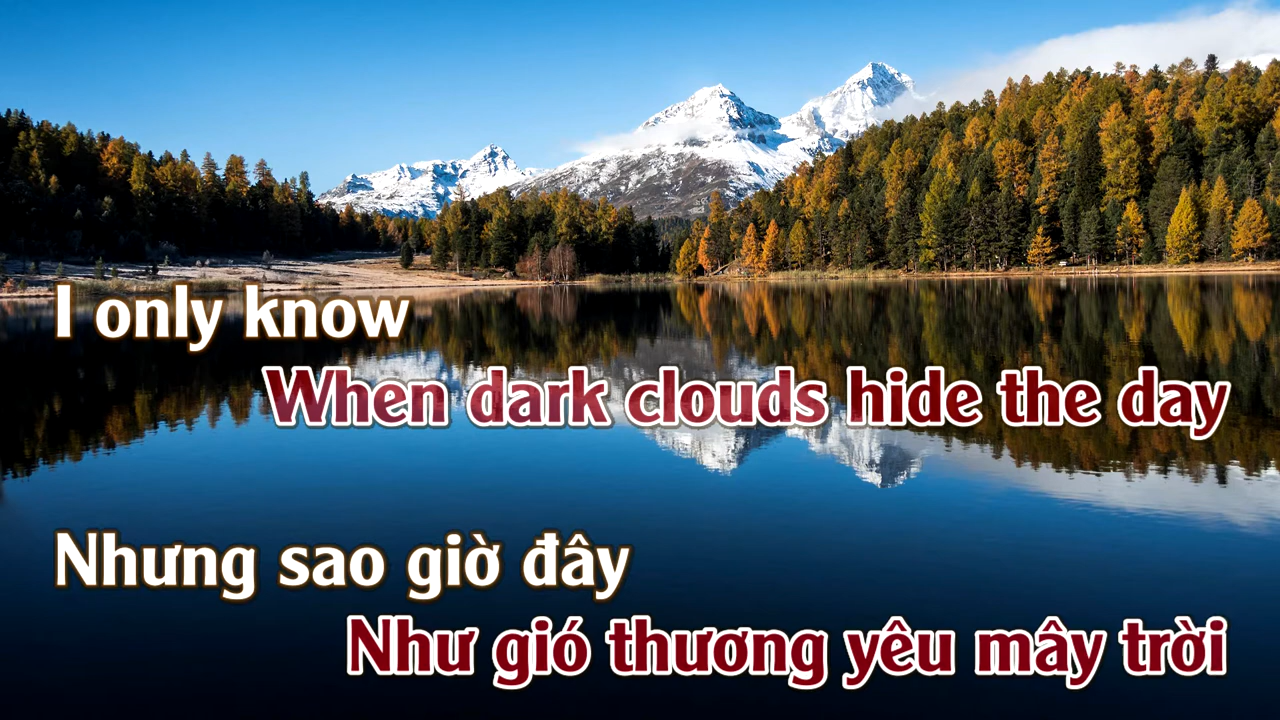 I only know
When dark clouds hide the day
Nhưng sao giờ đây
Như gió thương yêu mây trời